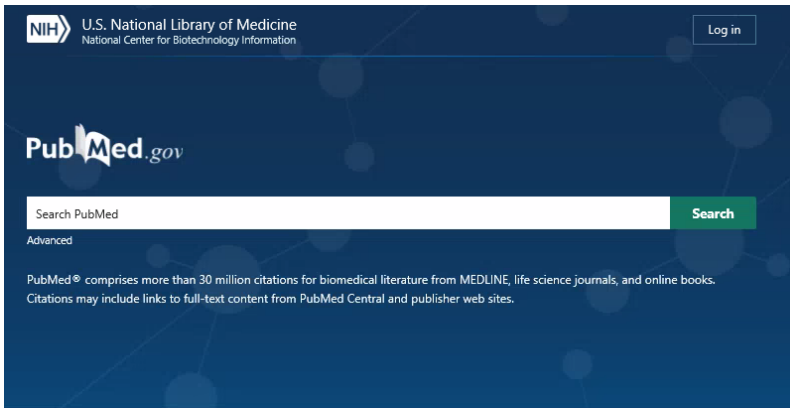 NIH
U.S. National Library of Medicine
National Center for Biotechnology Information
Log in
PubMed.gov
Search PubMed
Search
Advanced
PubMed® comprises more than 30 million citations for biomedical literature from MEDLINE, life science journals, and online books.
Citations may include links to full-text content from PubMed Central and publisher web sites.